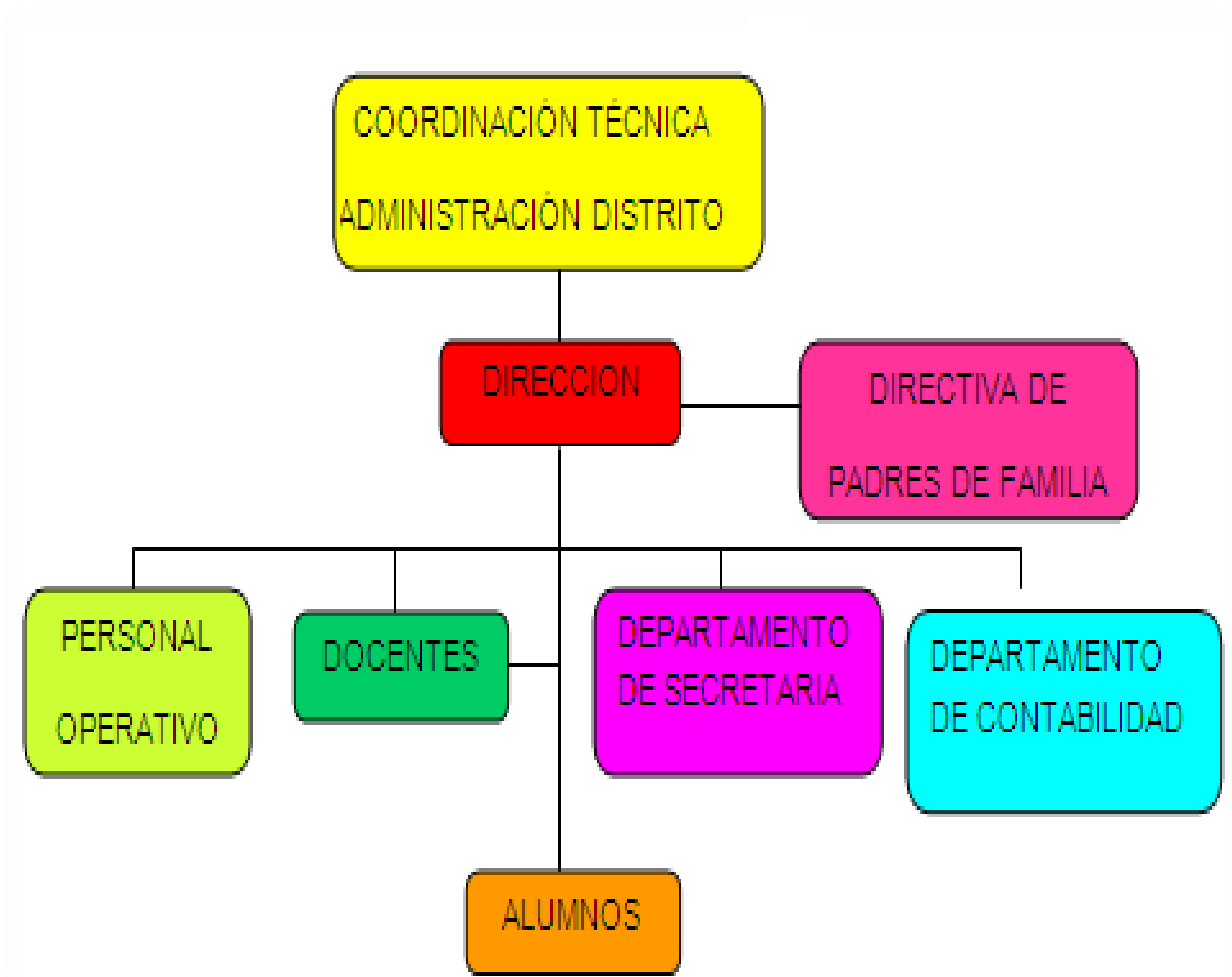 COORDINACIÓN TÉCNICA
ADMINISTRACIÓN DISTRITO
DIRECCION
DIRECTIVA DE
PADRES DE FAMILIA
PERSONAL
OPERATIVO
DOCENTES
DEPARTAMENTO
DE SECRETARIA
DEPARTAMENTO
DE CONTABILIDAD
ALUMNOS